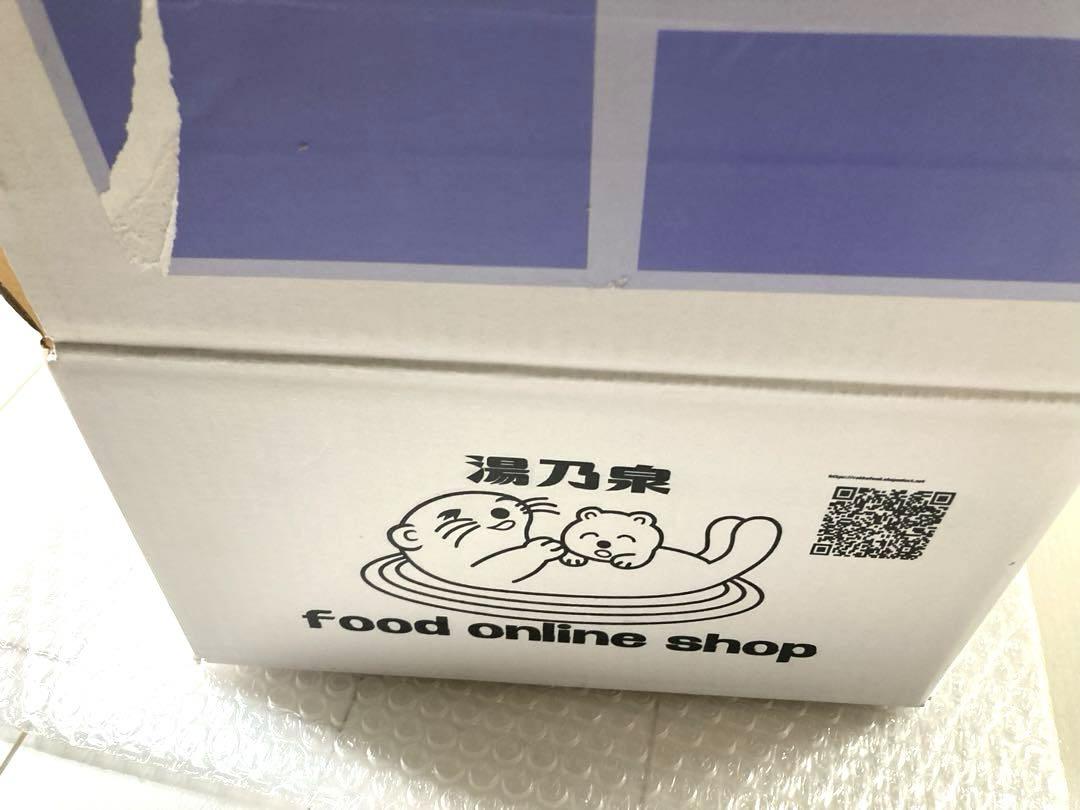 湯乃泉
food online shop